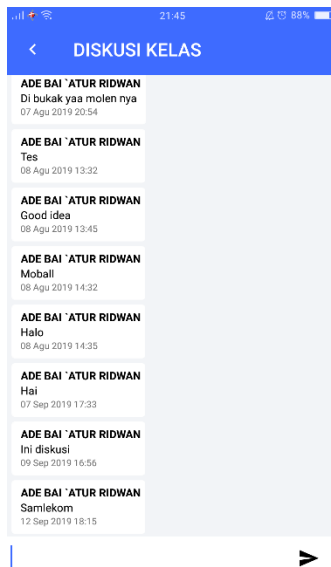 21:45
88%
DISKUSI KELAS
ADE BAI `ATUR RIDWAN
Di bukak yaa molen nya
07 Agu 2019 20:54
ADE BAI `ATUR RIDWAN
Tes
08 Agu 2019 13:32
ADE BAI `ATUR RIDWAN
Good idea
08 Agu 2019 13:45
ADE BAI `ATUR RIDWAN
Moball
08 Agu 2019 14:32
ADE BAI `ATUR RIDWAN
Halo
08 Agu 2019 14:35
ADE BAI `ATUR RIDWAN
Hai
07 Sep 2019 17:33
ADE BAI `ATUR RIDWAN
Ini diskusi
09 Sep 2019 16:56
ADE BAI `ATUR RIDWAN
Samlekom
12 Sep 2019 18:15